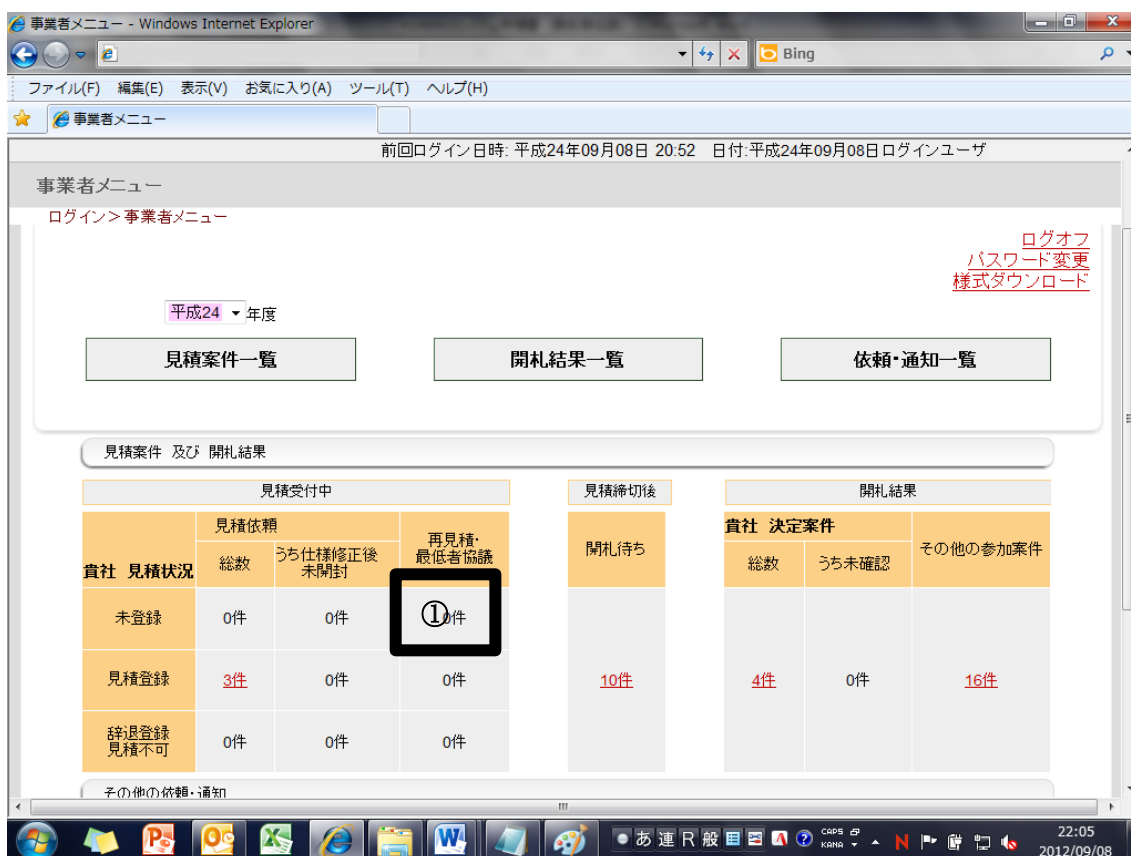 事業者メニュー - Windows Internet Explorer
Bing
ファイル(F) 編集(E) 表示(V) お気に入り(A) ツール(T) ヘルプ(H)
事業者メニュー
前回ログイン日時: 平成24年09月08日 20:52 日付:平成24年09月08日ログインユーザ
事業者メニュー
ログイン＞事業者メニュー
ログオフ
パスワード変更
様式ダウンロード
平成24 年度
見積案件一覧 開札結果一覧 依頼・通知一覧
見積案件 及び 開札結果
見積受付中 見積締切後 開札結果
貴社 見積状況 見積依頼 再見積・
最低者協議 開札待ち 貴社 決定案件 その他の参加案件
総数 うち仕様修正後
未開封 総数 うち未確認
未登録 0件 0件 ①0件
見積登録 3件 0件 0件 10件 4件 0件 16件
辞退登録
見積不可 0件 0件 0件
その他の依頼・通知
あ 連 R 般 CAPS KANA
22:05
2012/09/08